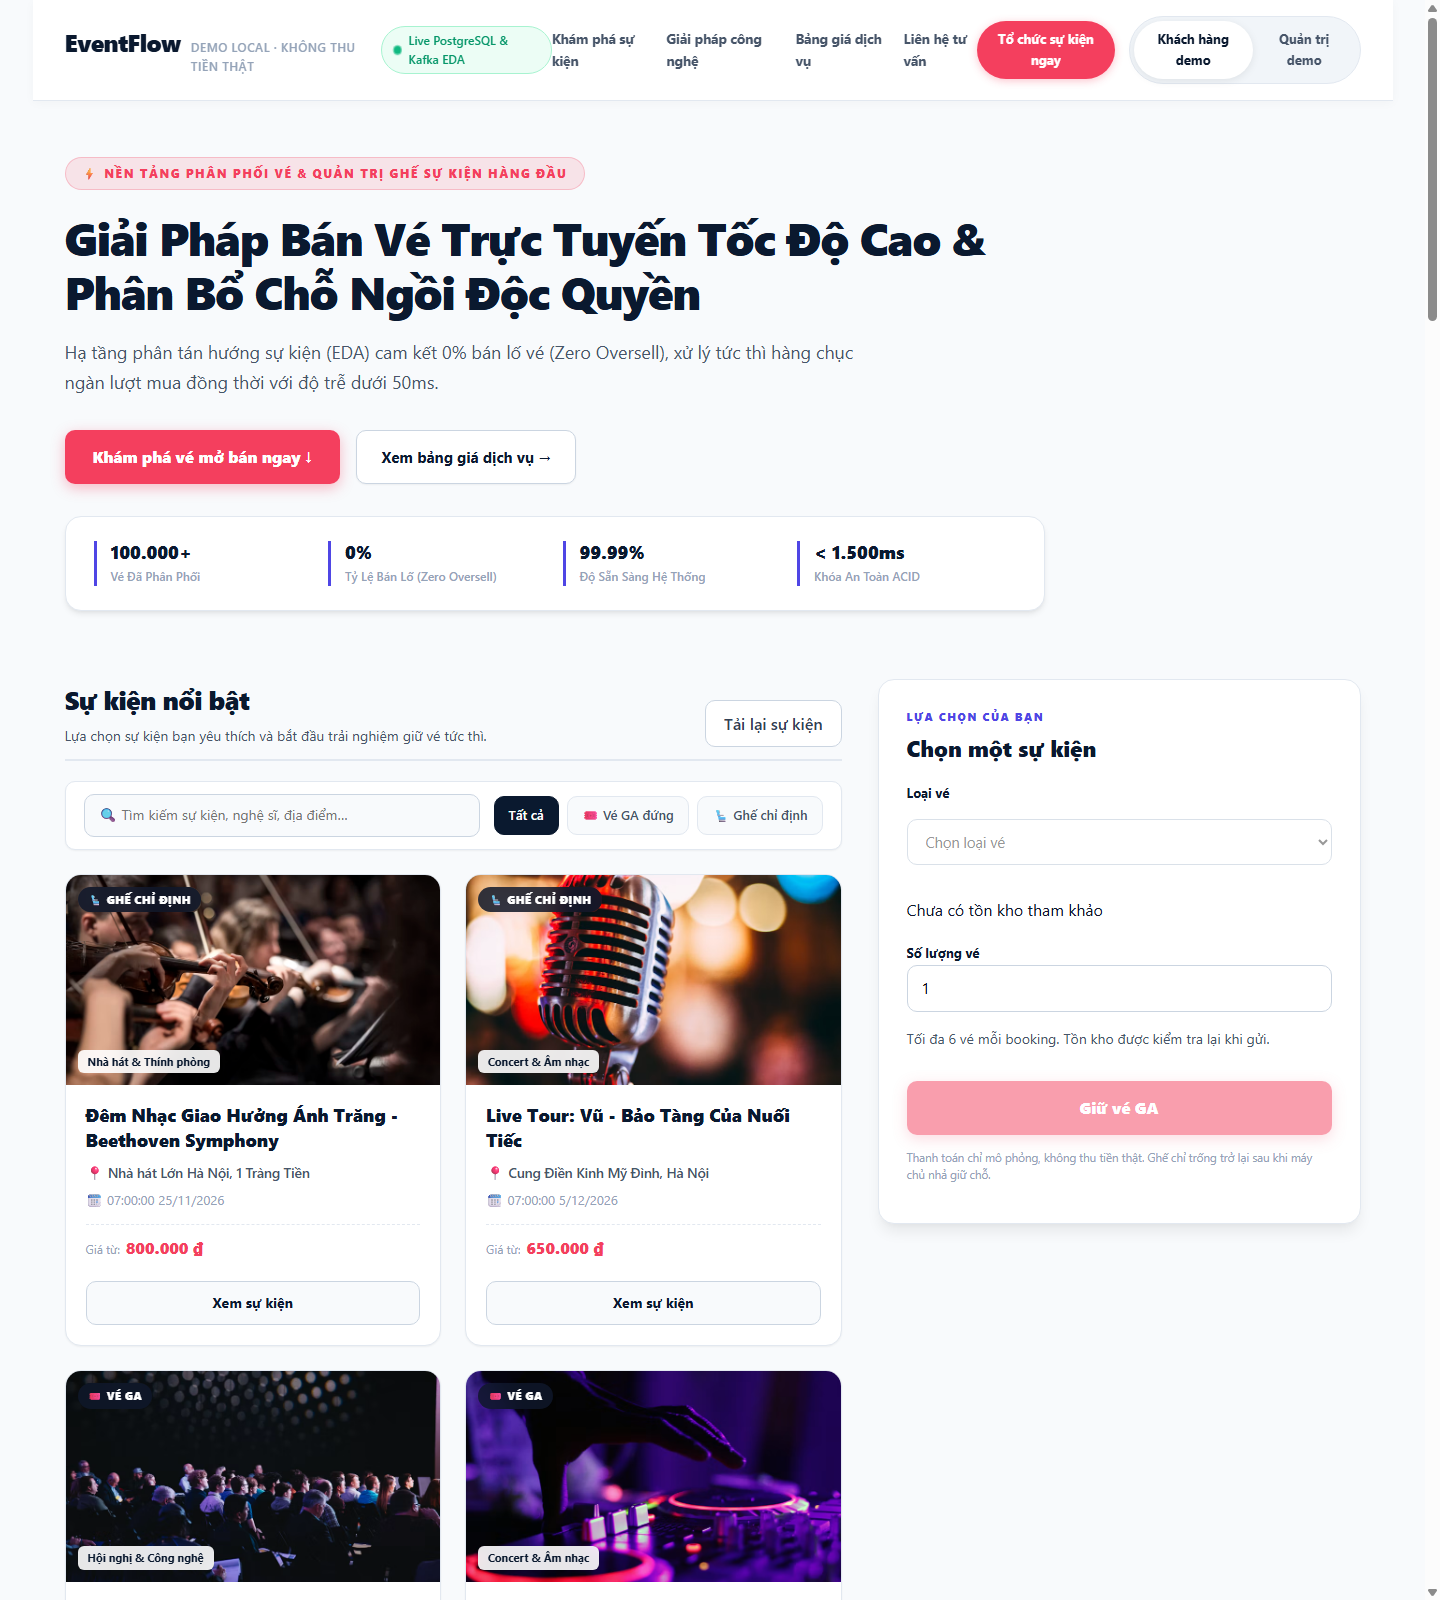 EventFlow
DEMO LOCAL · KHÔNG THU
TIỀN THẬT
Live PostgreSQL &
Kafka EDA
Khám phá sự
kiện
Giải pháp công
nghệ
Bảng giá dịch
vụ
Liên hệ tư
vấn
Tổ chức sự kiện
ngay
Khách hàng
demo
Quản trị
demo
NỀN TẢNG PHÂN PHỐI VÉ & QUẢN TRỊ GHẾ SỰ KIỆN HÀNG ĐẦU
Giải Pháp Bán Vé Trực Tuyến Tốc Độ Cao &
Phân Bổ Chỗ Ngồi Độc Quyền
Hạ tầng phân tán hướng sự kiện (EDA) cam kết 0% bán lố vé (Zero Oversell), xử lý tức thì hàng chục
ngàn lượt mua đồng thời với độ trễ dưới 50ms.
Khám phá vé mở bán ngay ↓
Xem bảng giá dịch vụ →
100.000+
Vé Đã Phân Phối
0%
Tỷ Lệ Bán Lố (Zero Oversell)
99.99%
Độ Sẵn Sàng Hệ Thống
< 1.500ms
Khóa An Toàn ACID
Sự kiện nổi bật
Lựa chọn sự kiện bạn yêu thích và bắt đầu trải nghiệm giữ vé tức thì.
Tải lại sự kiện
Tìm kiếm sự kiện, nghệ sĩ, địa điểm...
Tất cả
Vé GA đứng
Ghế chỉ định
GHẾ CHỈ ĐỊNH
Nhà hát & Thính phòng
Đêm Nhạc Giao Hưởng Ánh Trăng -
Beethoven Symphony
Nhà hát Lớn Hà Nội, 1 Tràng Tiền
07:00:00 25/11/2026
Giá từ: 800.000 ₫
Xem sự kiện
GHẾ CHỈ ĐỊNH
Concert & Âm nhạc
Live Tour: Vũ - Bảo Tàng Của Nuối
Tiếc
Cung Điền Kinh Mỹ Đình, Hà Nội
07:00:00 5/12/2026
Giá từ: 650.000 ₫
Xem sự kiện
VÉ GA
Hội nghị & Công nghệ
VÉ GA
Concert & Âm nhạc
LỰA CHỌN CỦA BẠN
Chọn một sự kiện
Loại vé
Chọn loại vé
Chưa có tồn kho tham khảo
Số lượng vé
1
Tối đa 6 vé mỗi booking. Tồn kho được kiểm tra lại khi gửi.
Giữ vé GA
Thanh toán chỉ mô phỏng, không thu tiền thật. Ghế chỉ trống trở lại sau khi máy
chủ nhả giữ chỗ.